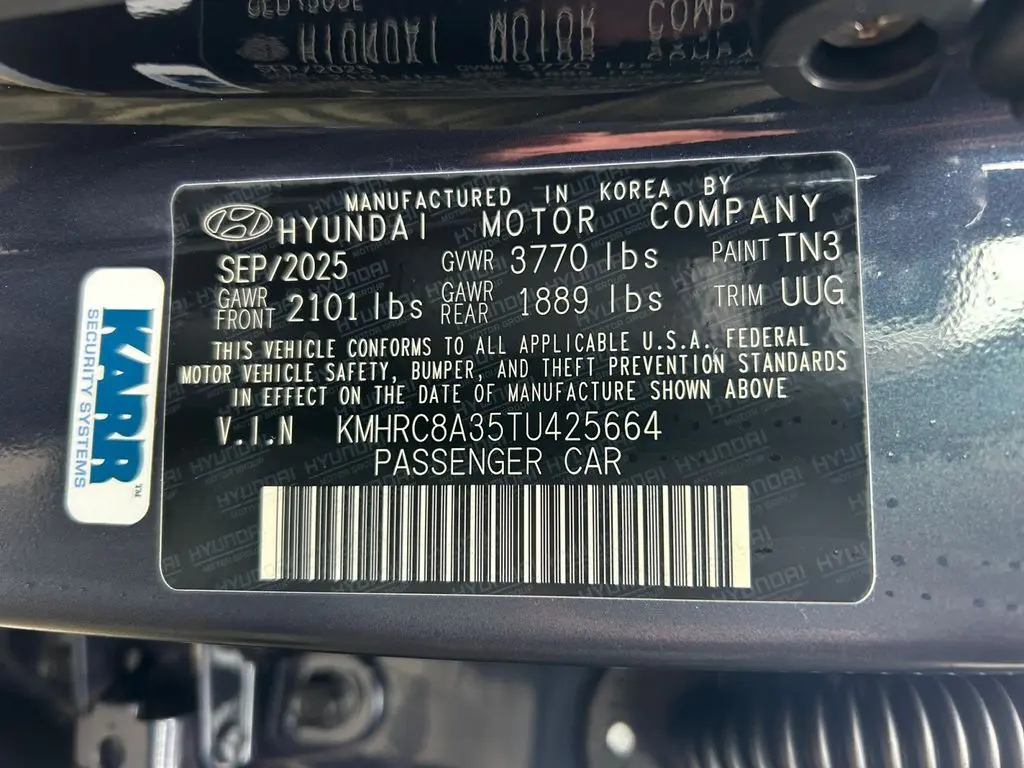 MANUFACTURED IN KOREA BY
HYUNDAI MOTOR COMPANY
SEP/2025 GVWR 3770 lbs PAINT TN3
GAWR FRONT 2101 lbs GAWR REAR 1889 lbs TRIM UUG
THIS VEHICLE CONFORMS TO ALL APPLICABLE U.S.A. FEDERAL
MOTOR VEHICLE SAFETY, BUMPER, AND THEFT PREVENTION STANDARDS
IN EFFECT ON THE DATE OF MANUFACTURE SHOWN ABOVE
V.I.N KMHRC8A35TU425664
PASSENGER CAR
KARR™
SECURITY SYSTEMS